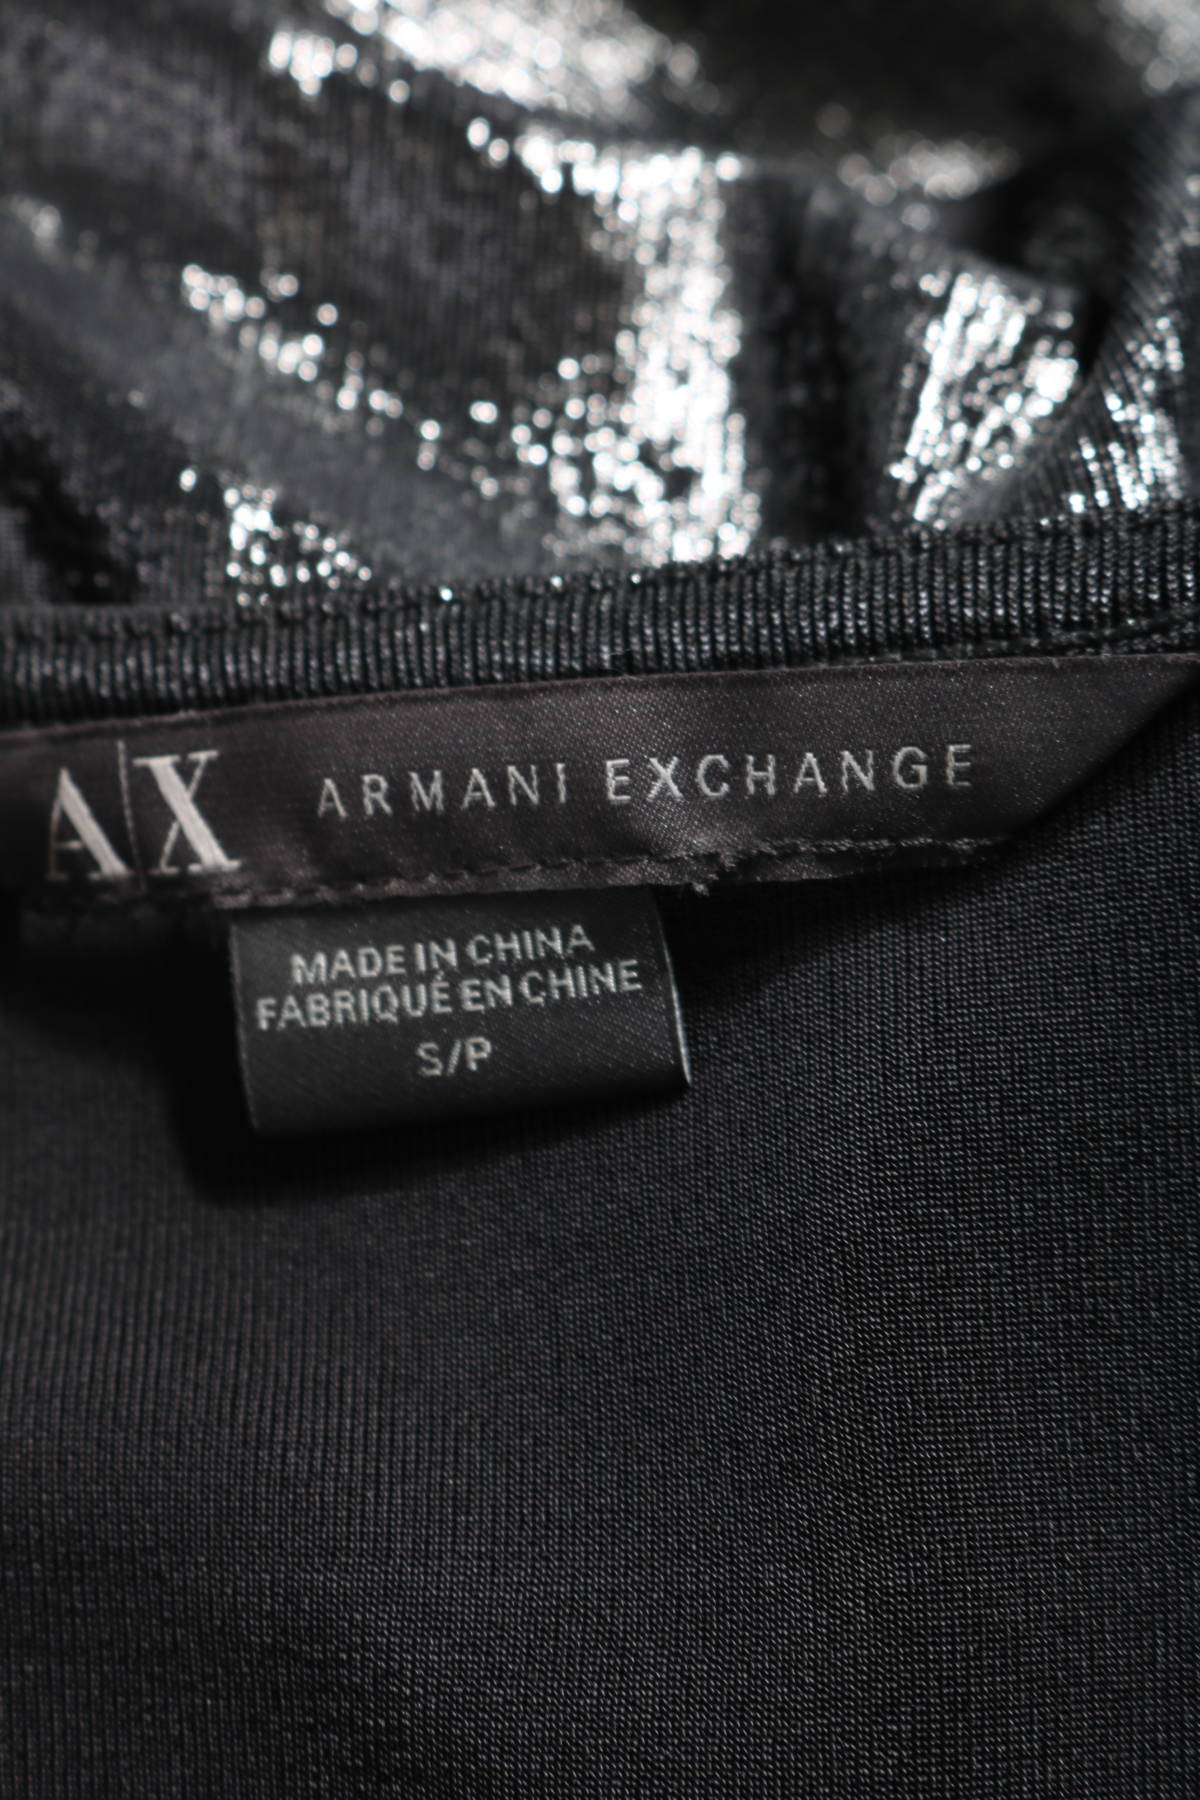 A|X ARMANI EXCHANGE
MADE IN CHINA
FABRIQUÉ EN CHINE
S/P